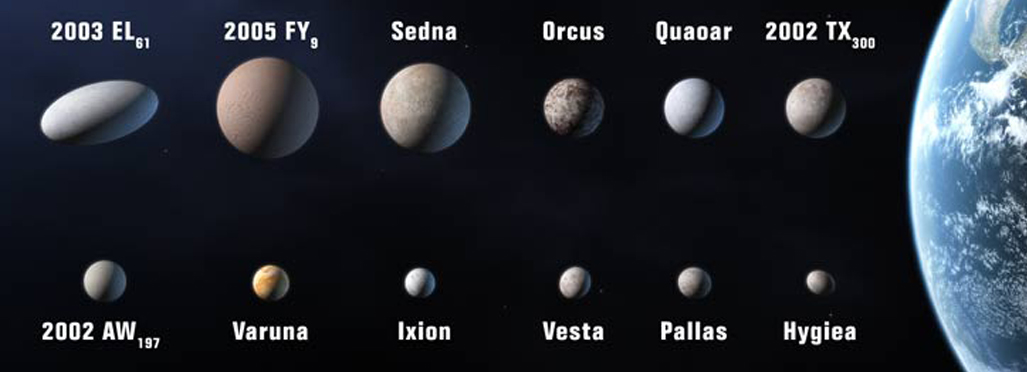 2003 EL₆₁ 2005 FY₉ Sedna Orcus Quaoar 2002 TX₃₀₀
2002 AW₁₉₇ Varuna Ixion Vesta Pallas Hygiea